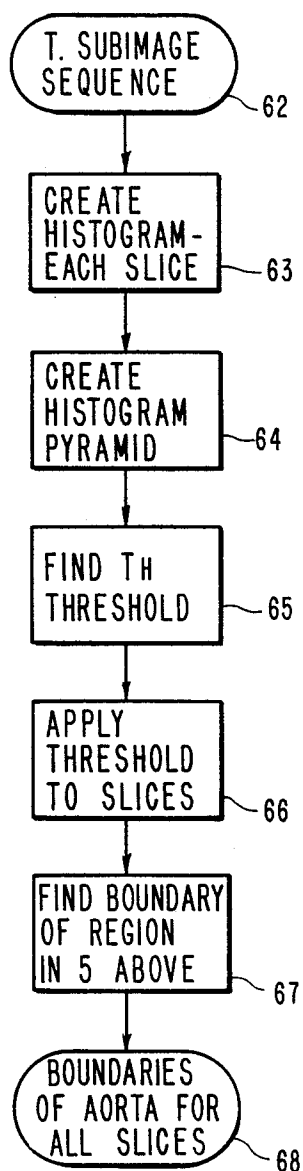 T. SUBIMAGE
SEQUENCE
62
CREATE
HISTOGRAM-
EACH SLICE
63
CREATE
HISTOGRAM
PYRAMID
64
FIND TH
THRESHOLD
65
APPLY
THRESHOLD
TO SLICES
66
FIND BOUNDARY
OF REGION
IN 5 ABOVE
67
BOUNDARIES
OF AORTA FOR
ALL SLICES
68